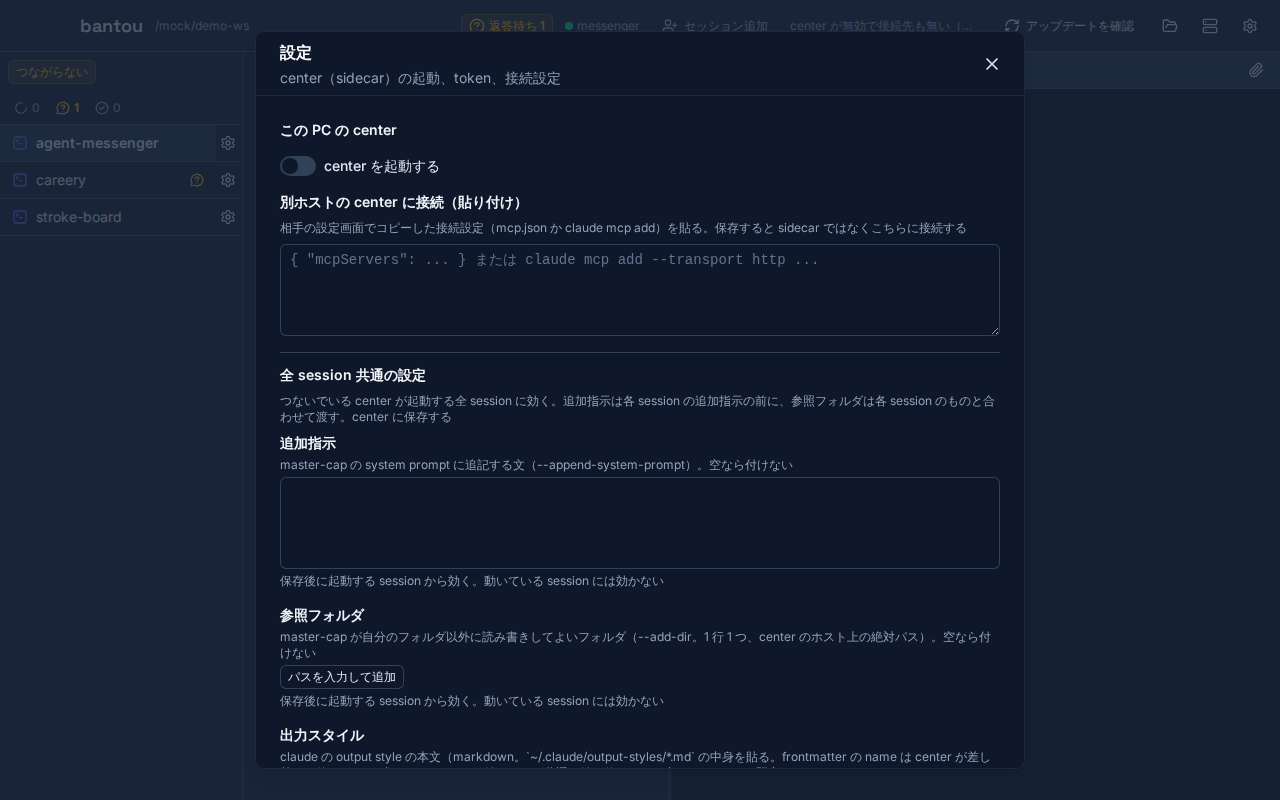 bantou /mock/demo-ws 返答待ち 1 messenger セッション追加 center が無効で接続先も無い（... アップデートを確認
つながらない
0 1 0
agent-messenger
careery
stroke-board
設定
center（sidecar）の起動、token、接続設定
この PC の center
center を起動する
別ホストの center に接続（貼り付け）
相手の設定画面でコピーした接続設定（mcp.json か claude mcp add）を貼る。保存すると sidecar ではなくこちらに接続する
{ "mcpServers": ... } または claude mcp add --transport http ...
全 session 共通の設定
つないでいる center が起動する全 session に効く。追加指示は各 session の追加指示の前に、参照フォルダは各 session のものと合
わせて渡す。center に保存する
追加指示
master-cap の system prompt に追記する文（--append-system-prompt）。空なら付けない
保存後に起動する session から効く。動いている session には効かない
参照フォルダ
master-cap が自分のフォルダ以外に読み書きしてよいフォルダ（--add-dir。1 行 1 つ、center のホスト上の絶対パス）。空なら付
けない
パスを入力して追加
保存後に起動する session から効く。動いている session には効かない
出力スタイル
claude の output style の本文（markdown。`~/.claude/output-styles/*.md` の中身を貼る。frontmatter の name は center が差し